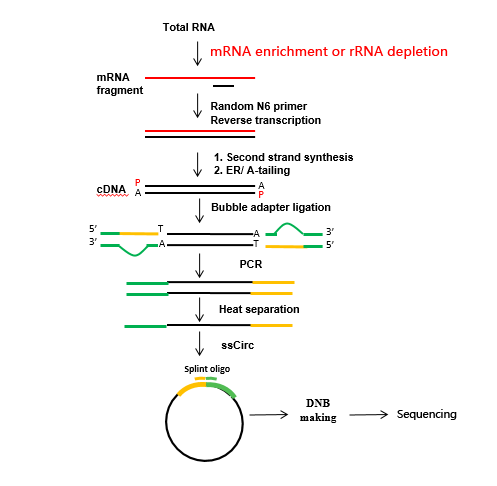 Total RNA
mRNA enrichment or rRNA depletion
mRNA
fragment
Random N6 primer
Reverse transcription
1. Second strand synthesis
2. ER/ A-tailing
P
A
cDNA
A
P
Bubble adapter ligation
5'
T
A
3'
3'
A
T
5'
PCR
Heat separation
ssCirc
Splint oligo
DNB
making
Sequencing